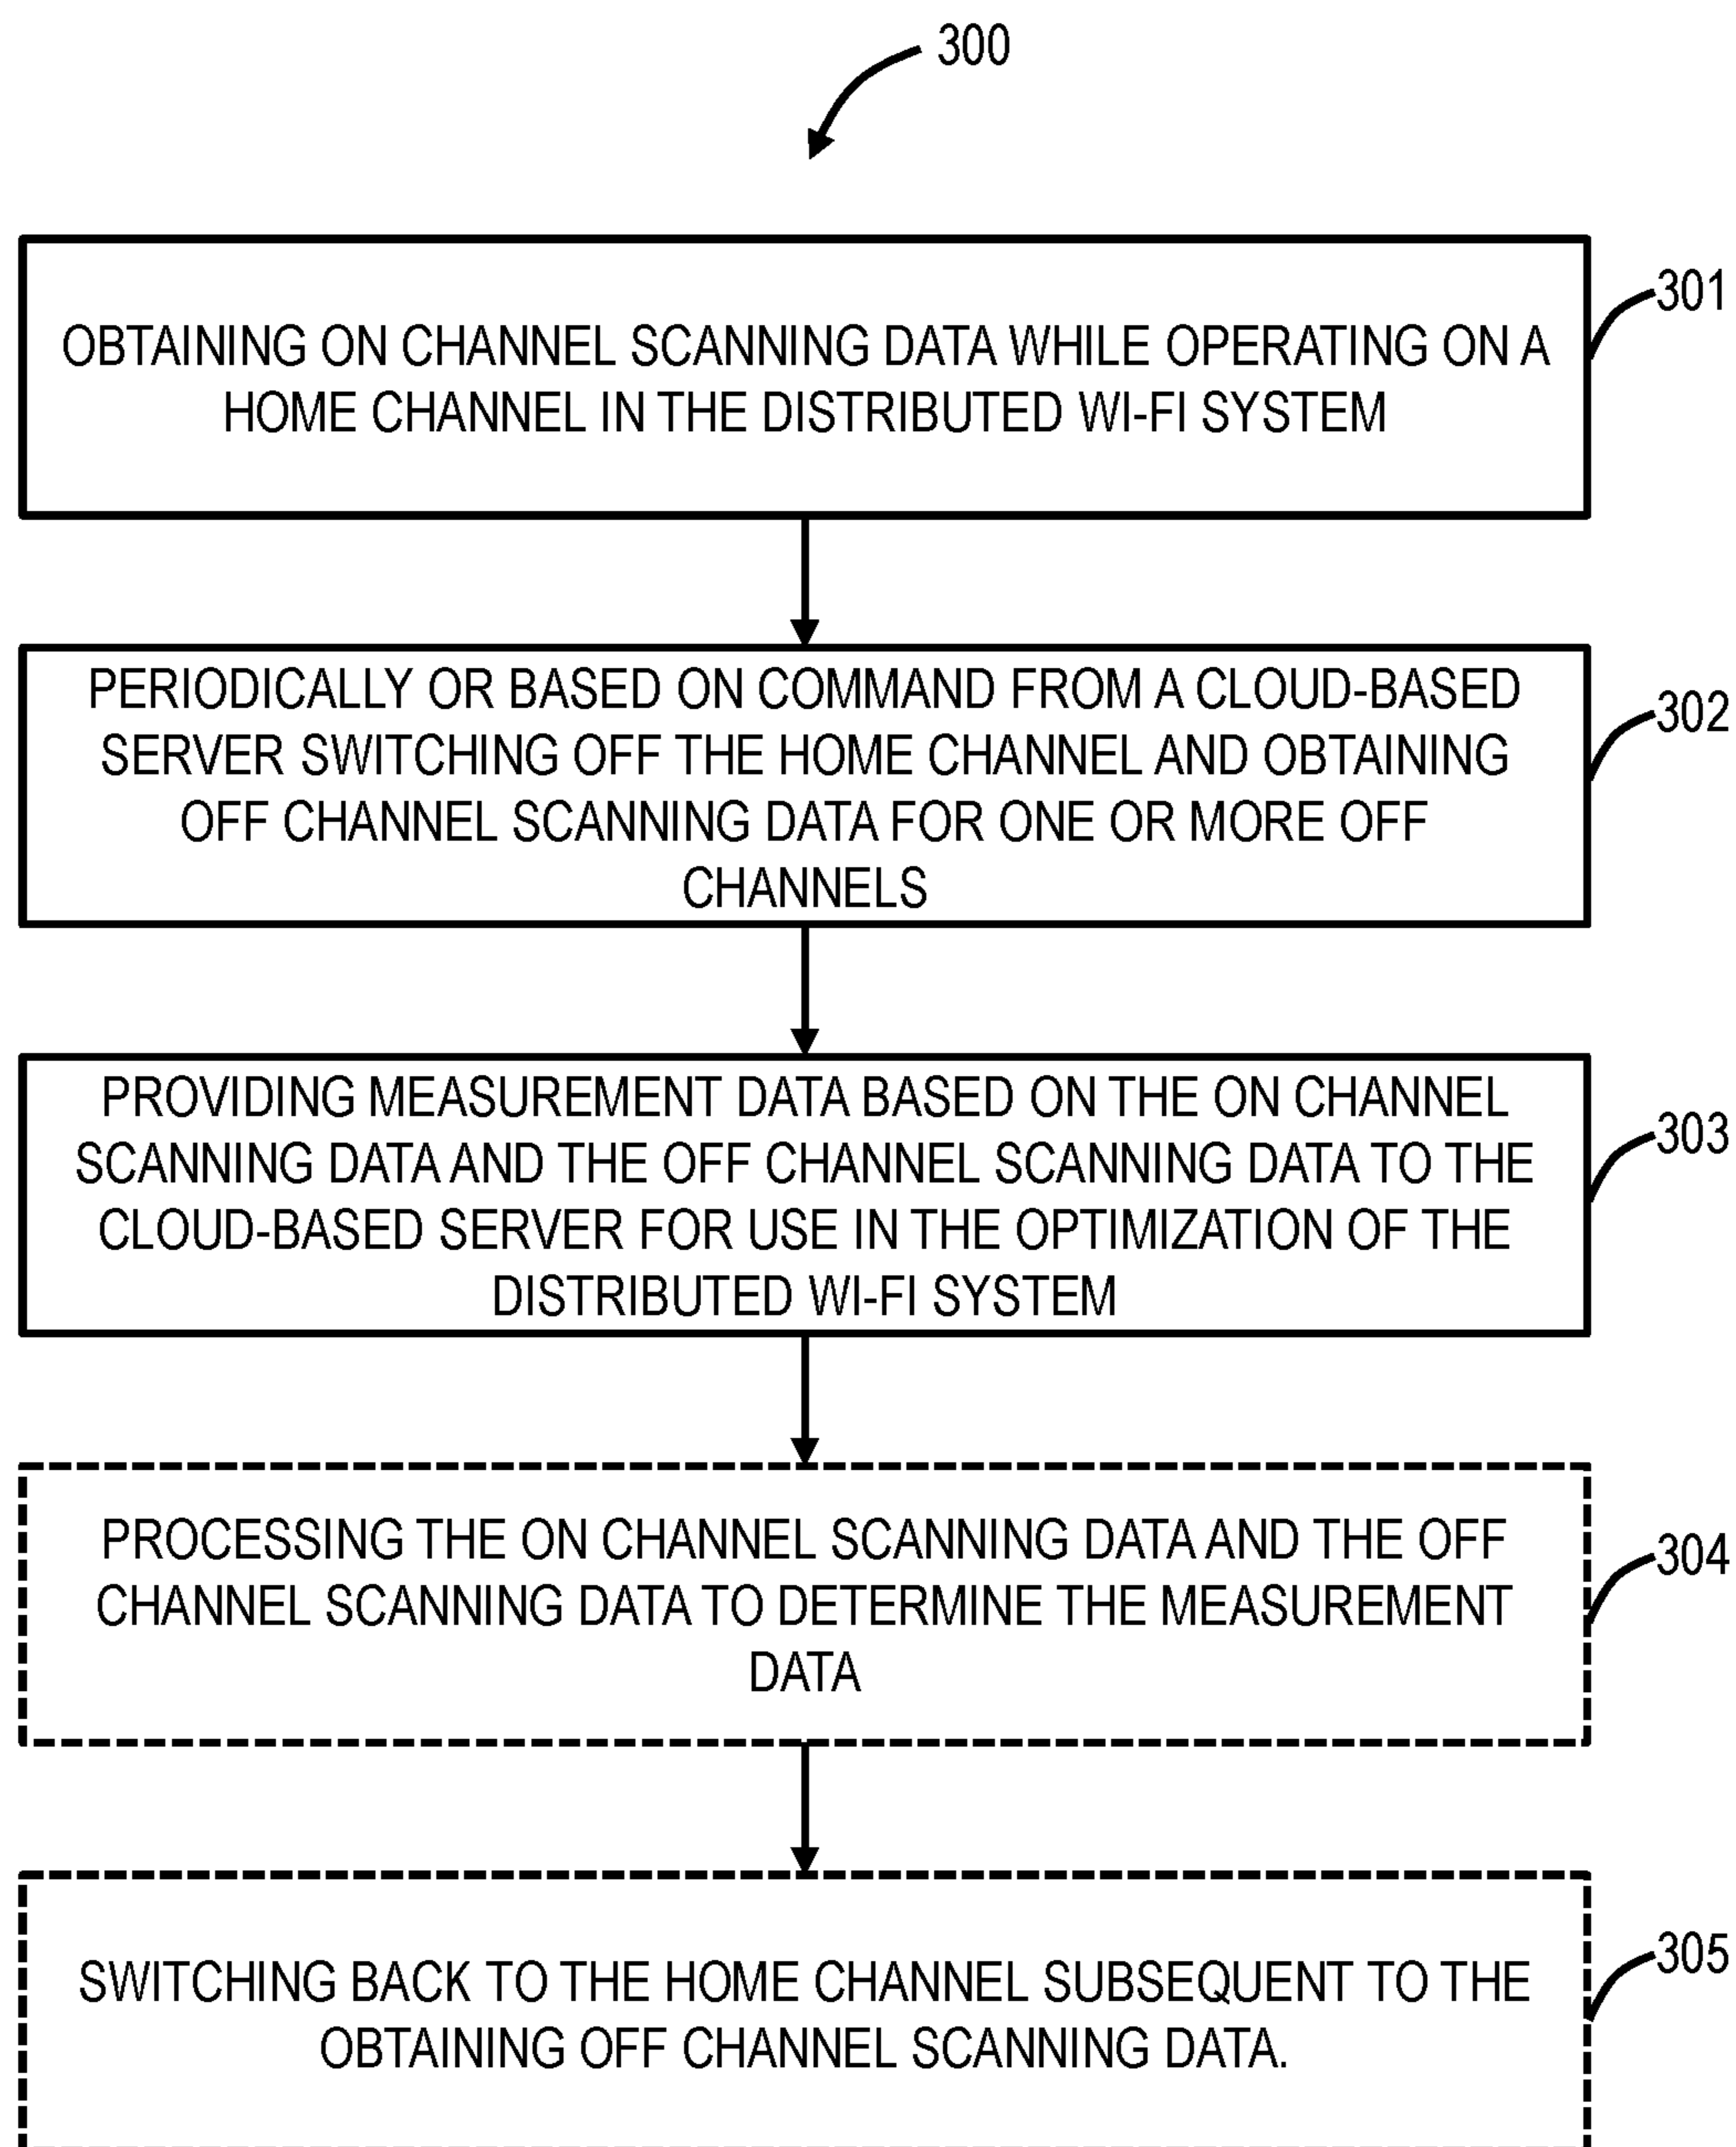 300
OBTAINING ON CHANNEL SCANNING DATA WHILE OPERATING ON A
HOME CHANNEL IN THE DISTRIBUTED WI-FI SYSTEM
301
PERIODICALLY OR BASED ON COMMAND FROM A CLOUD-BASED
SERVER SWITCHING OFF THE HOME CHANNEL AND OBTAINING
OFF CHANNEL SCANNING DATA FOR ONE OR MORE OFF
CHANNELS
302
PROVIDING MEASUREMENT DATA BASED ON THE ON CHANNEL
SCANNING DATA AND THE OFF CHANNEL SCANNING DATA TO THE
CLOUD-BASED SERVER FOR USE IN THE OPTIMIZATION OF THE
DISTRIBUTED WI-FI SYSTEM
303
PROCESSING THE ON CHANNEL SCANNING DATA AND THE OFF
CHANNEL SCANNING DATA TO DETERMINE THE MEASUREMENT
DATA
304
SWITCHING BACK TO THE HOME CHANNEL SUBSEQUENT TO THE
OBTAINING OFF CHANNEL SCANNING DATA.
305